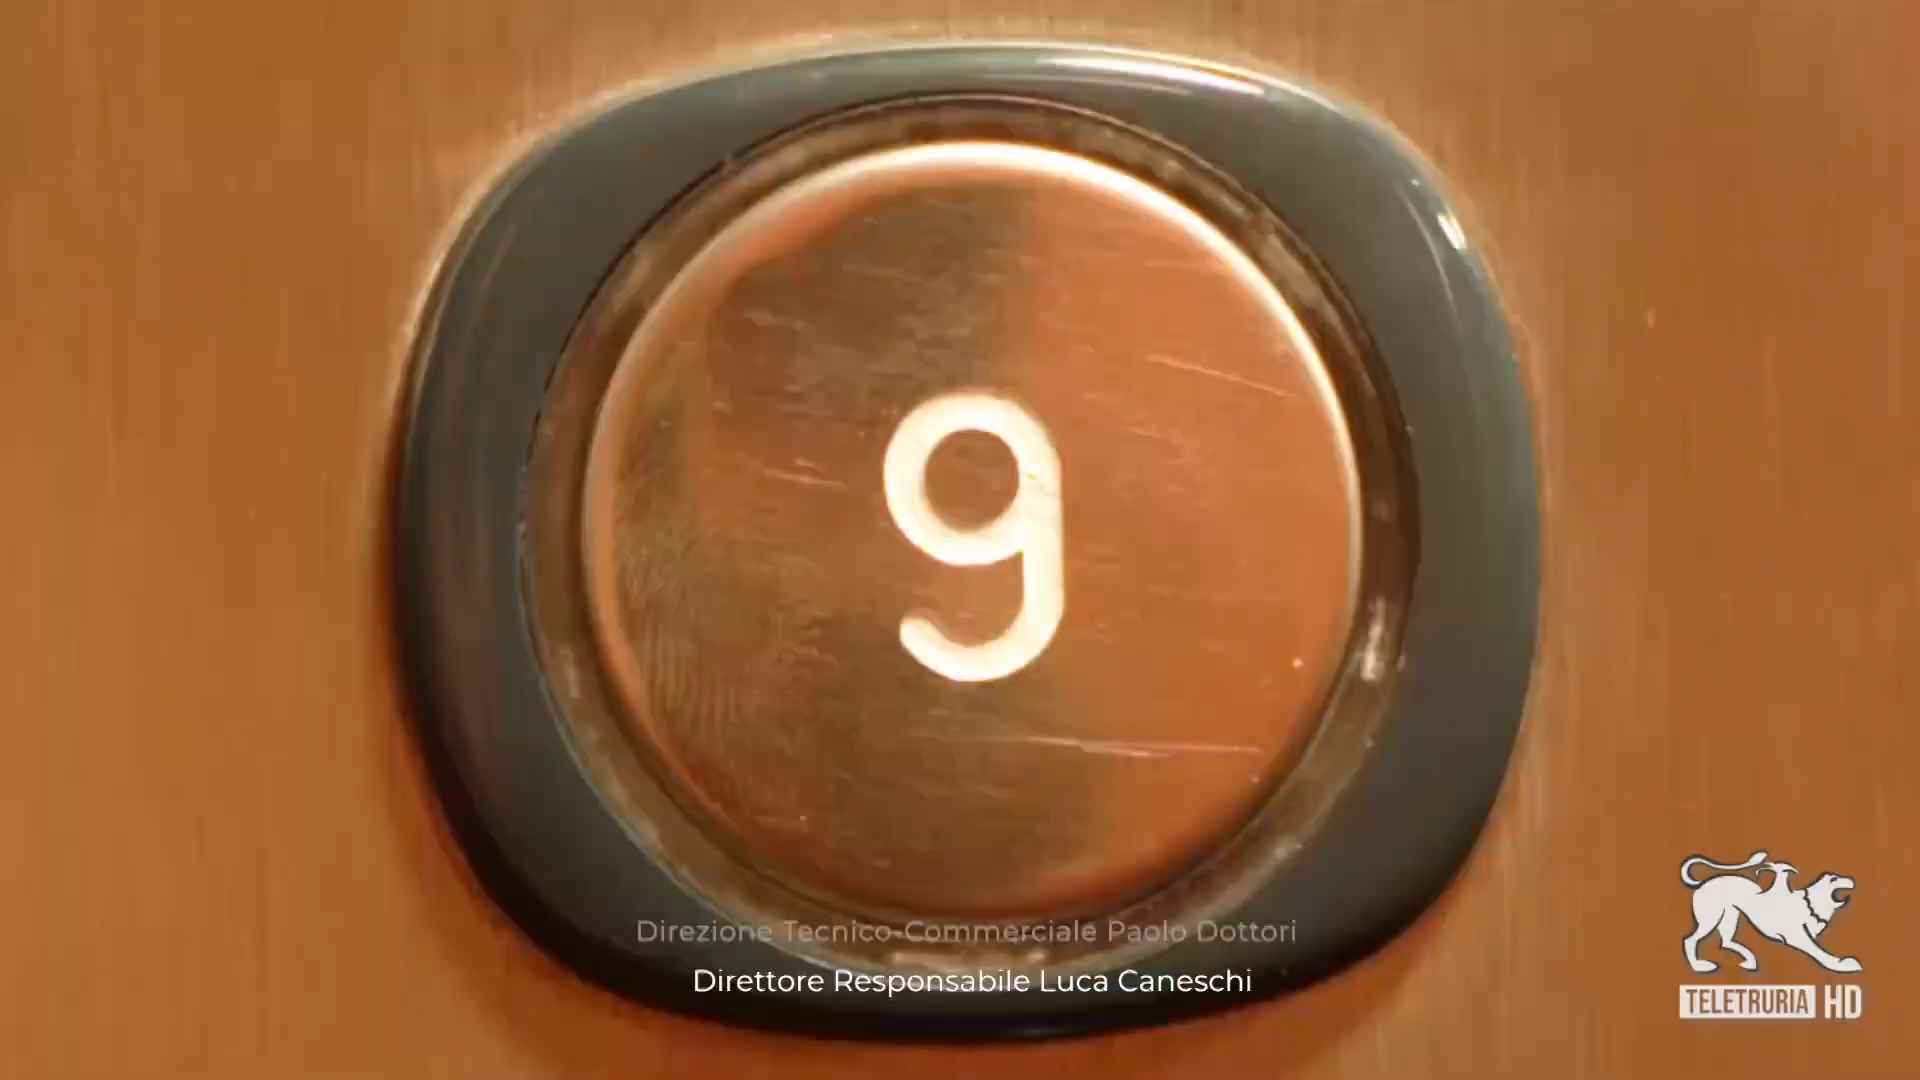 9
Direzione Tecnico-Commerciale Paolo Dottori
Direttore Responsabile Luca Caneschi
TELETRURIA HD